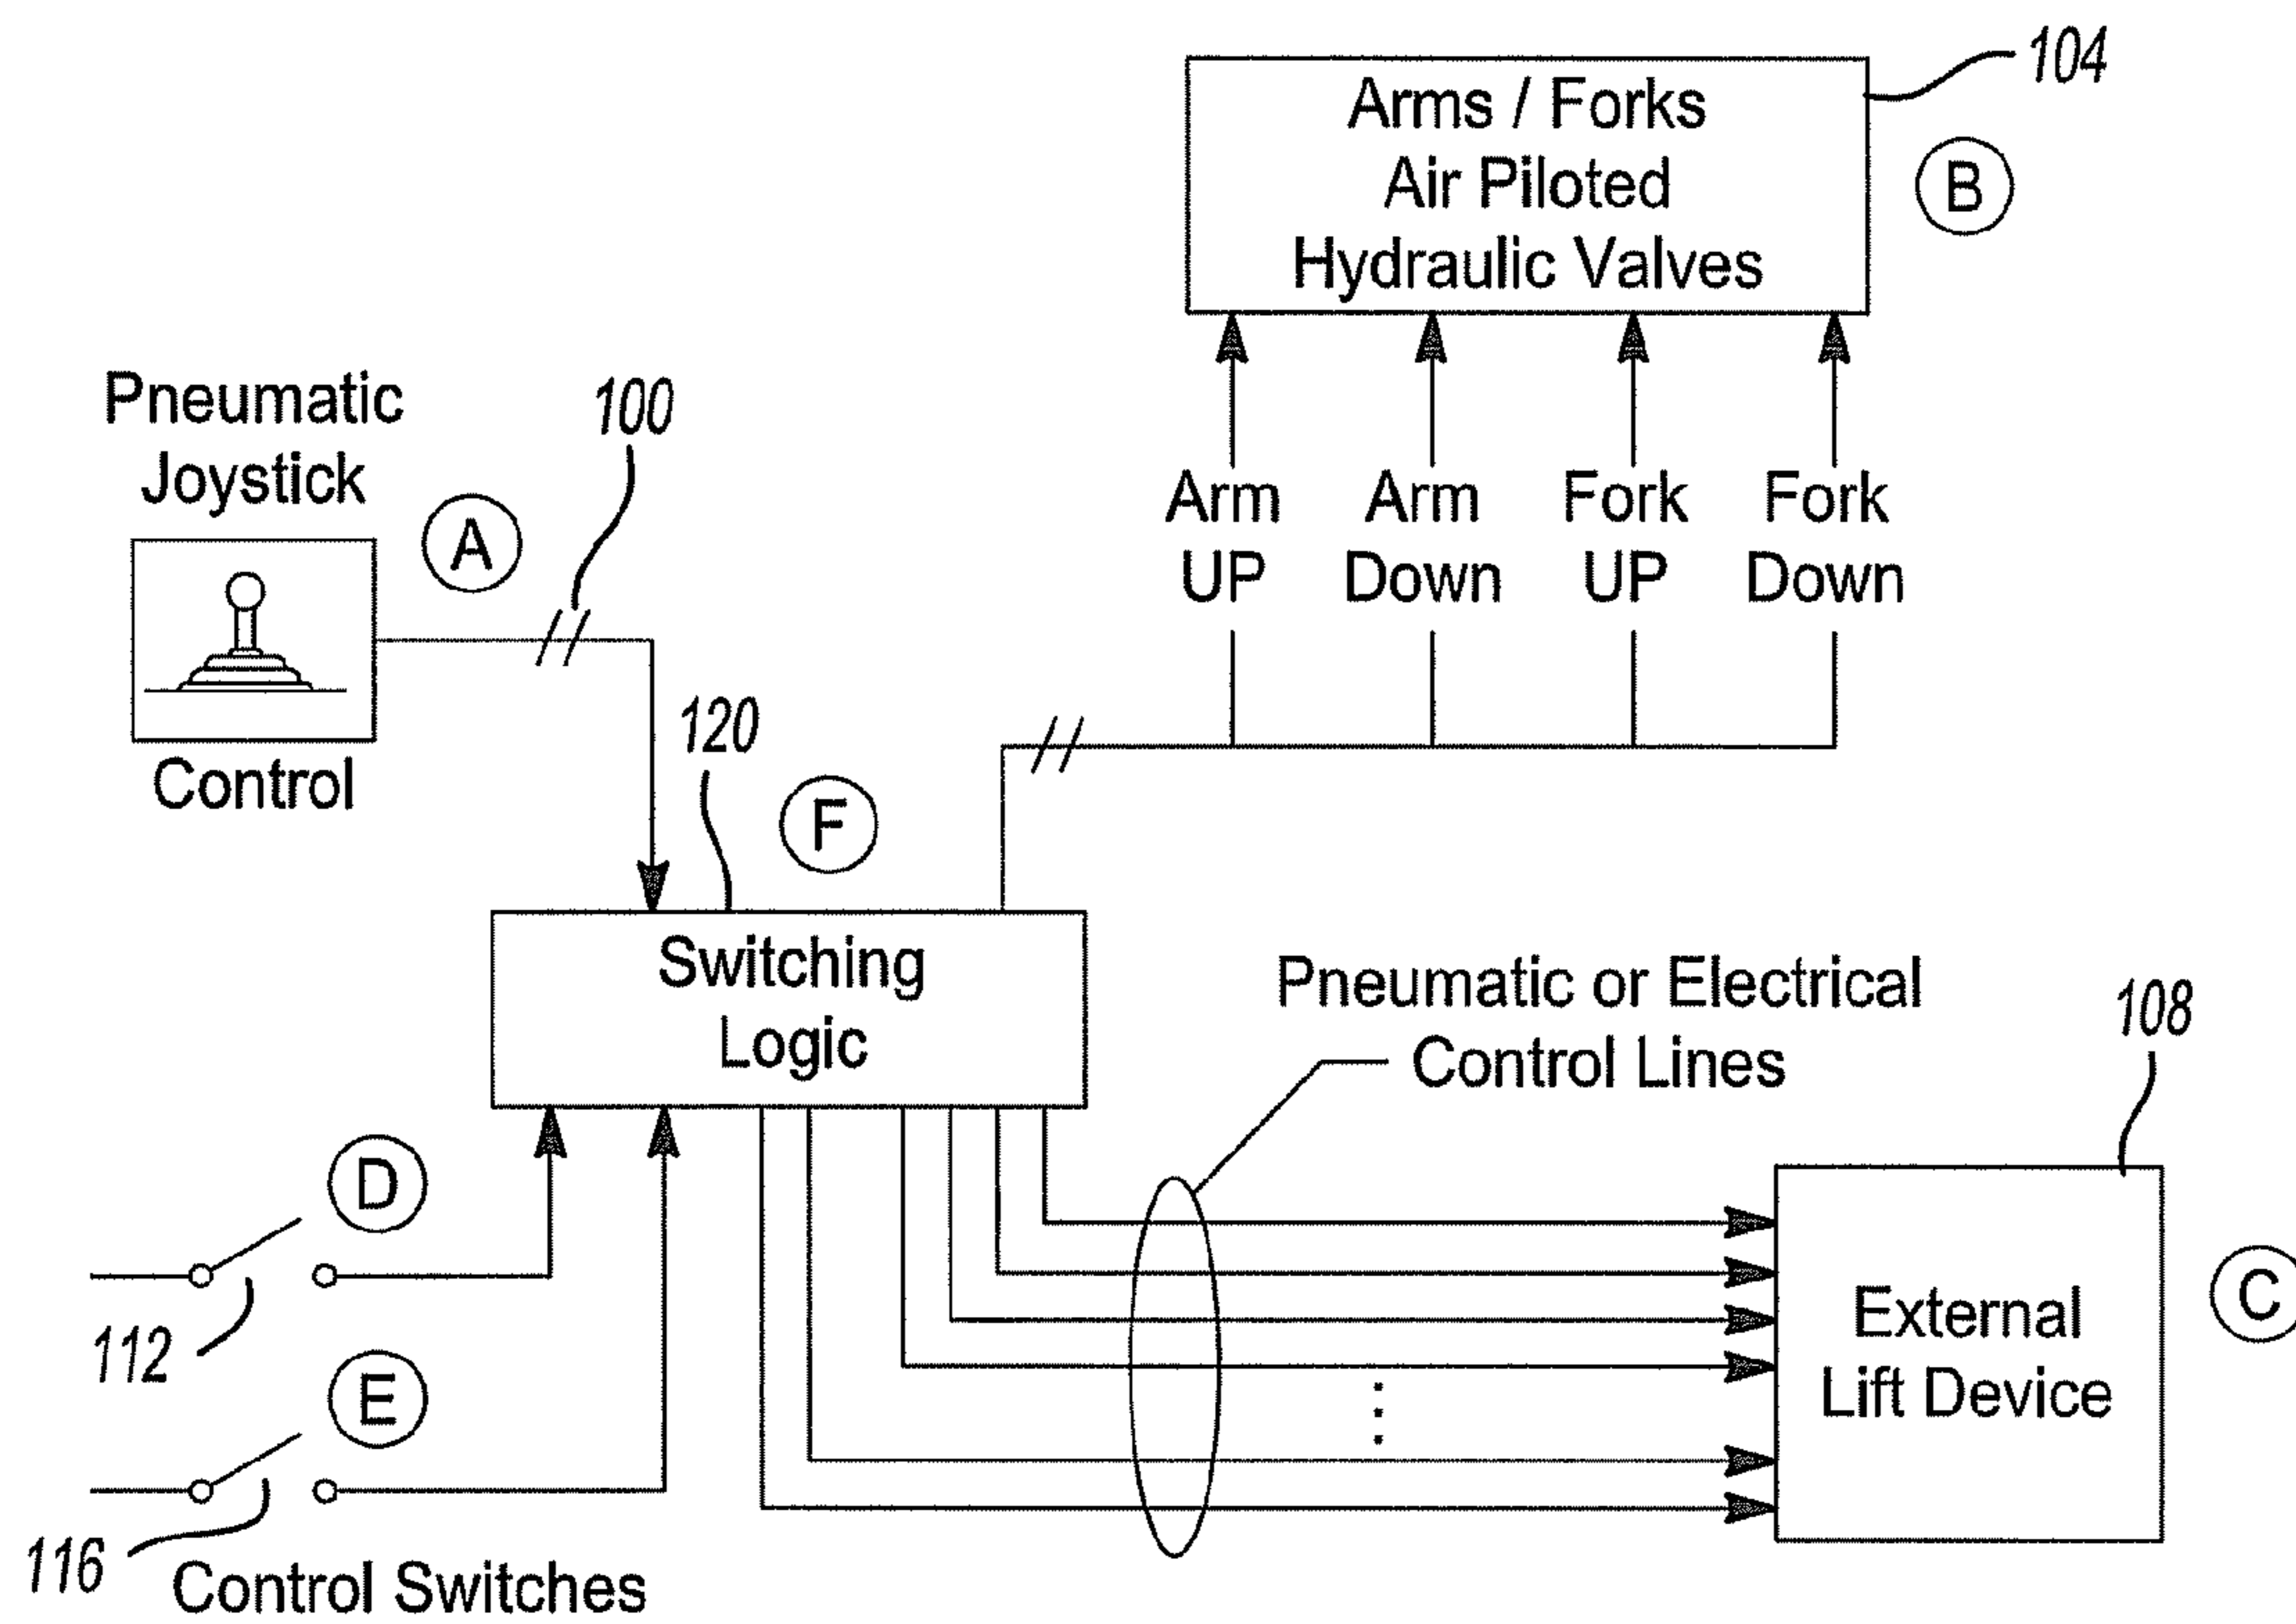 104
Arms / Forks
Air Piloted
Hydraulic Valves
B
Pneumatic
Joystick
100
A
Arm UP
Arm Down
Fork UP
Fork Down
Control
120
F
Switching
Logic
Pneumatic or Electrical
Control Lines
108
D
112
E
116
Control Switches
External
Lift Device
C